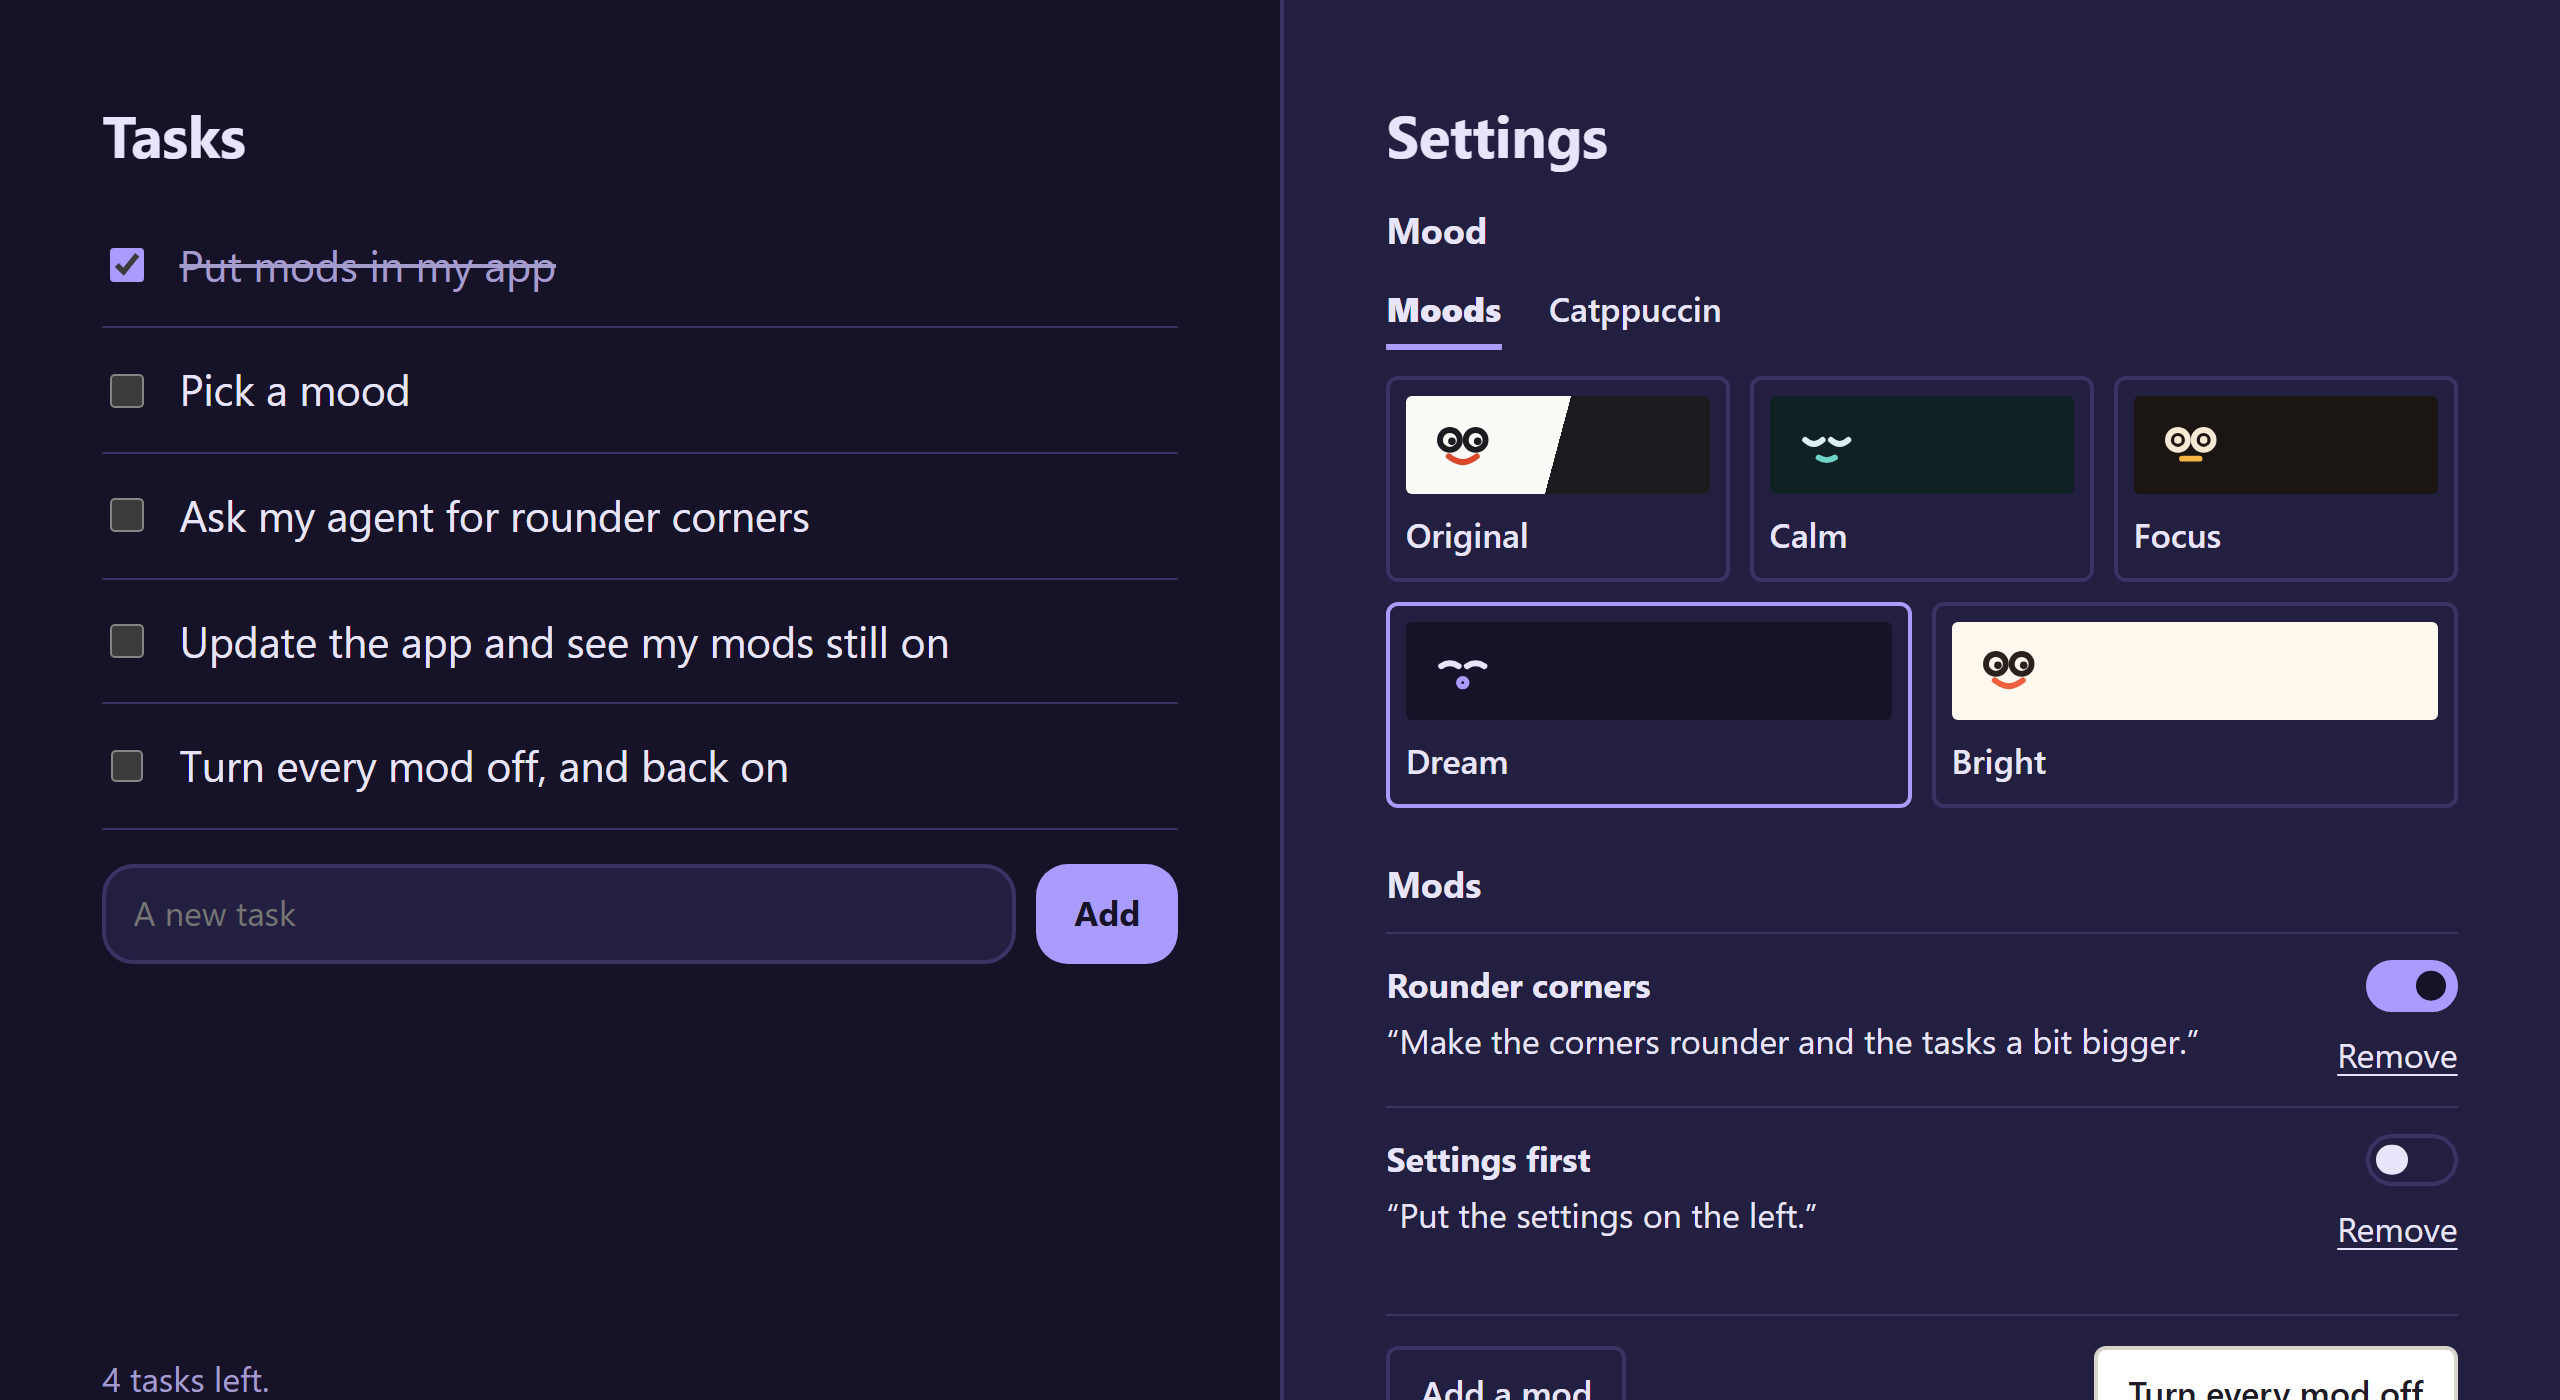 Tasks
Put mods in my app
Pick a mood
Ask my agent for rounder corners
Update the app and see my mods still on
Turn every mod off, and back on
A new task
Add
4 tasks left.
Settings
Mood
Moods
Catppuccin
Original
Calm
Focus
Dream
Bright
Mods
Rounder corners
“Make the corners rounder and the tasks a bit bigger.”
Remove
Settings first
“Put the settings on the left.”
Remove
Add a mod
Turn every mod off